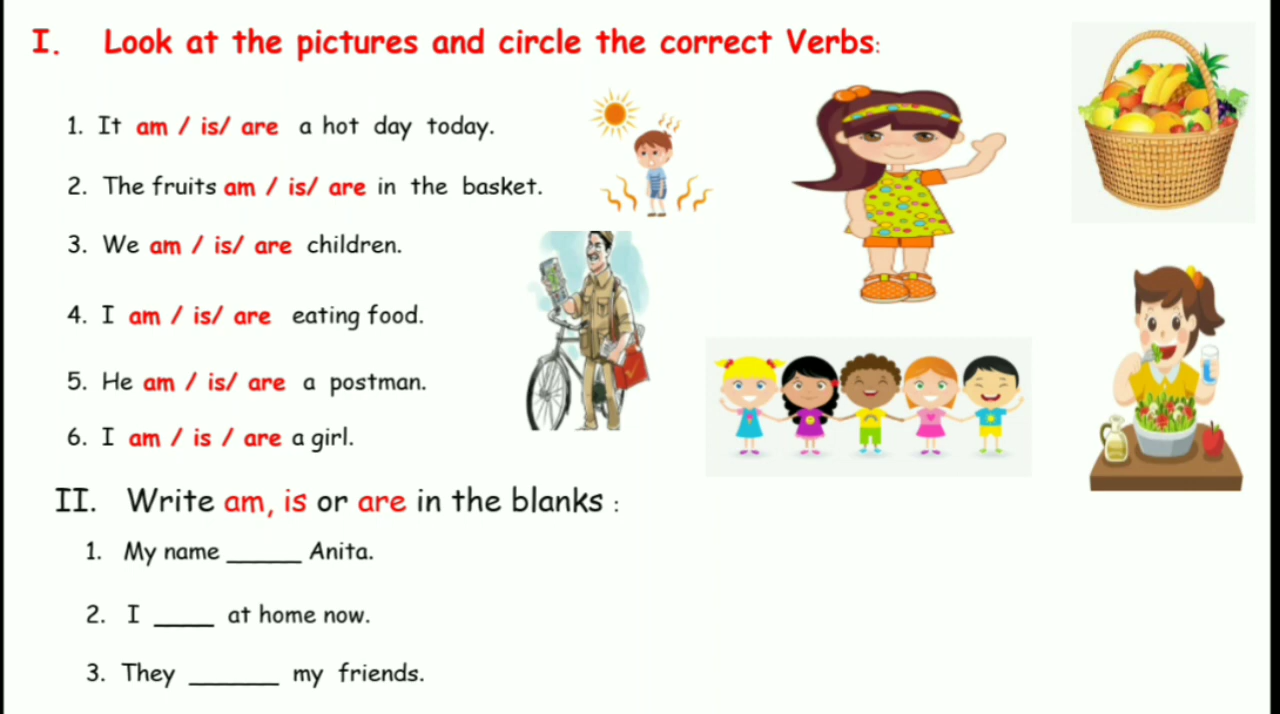 I. Look at the pictures and circle the correct Verbs:
1. It am / is/ are a hot day today.
2. The fruits am / is/ are in the basket.
3. We am / is/ are children.
4. I am / is/ are eating food.
5. He am / is/ are a postman.
6. I am / is / are a girl.
II. Write am, is or are in the blanks :
1. My name _____ Anita.
2. I ____ at home now.
3. They ______ my friends.